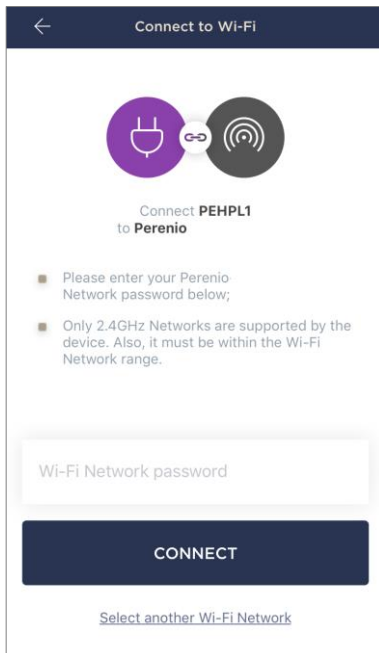 Connect to Wi-Fi
Connect PEHPL1
to Perenio
Please enter your Perenio
Network password below;
Only 2.4GHz Networks are supported by the
device. Also, it must be within the Wi-Fi
Network range.
Wi-Fi Network password
CONNECT
Select another Wi-Fi Network